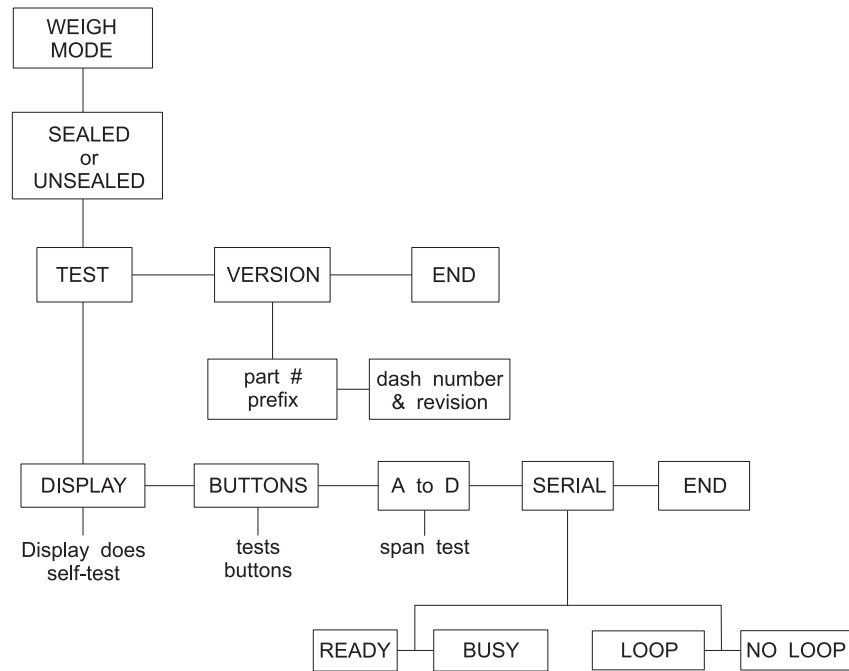 WEIGH
MODE
SEALED
or
UNSEALED
TEST
VERSION
END
part #
prefix
dash number
& revision
DISPLAY
BUTTONS
A to D
SERIAL
END
Display does
self-test
tests
buttons
span test
READY
BUSY
LOOP
NO LOOP